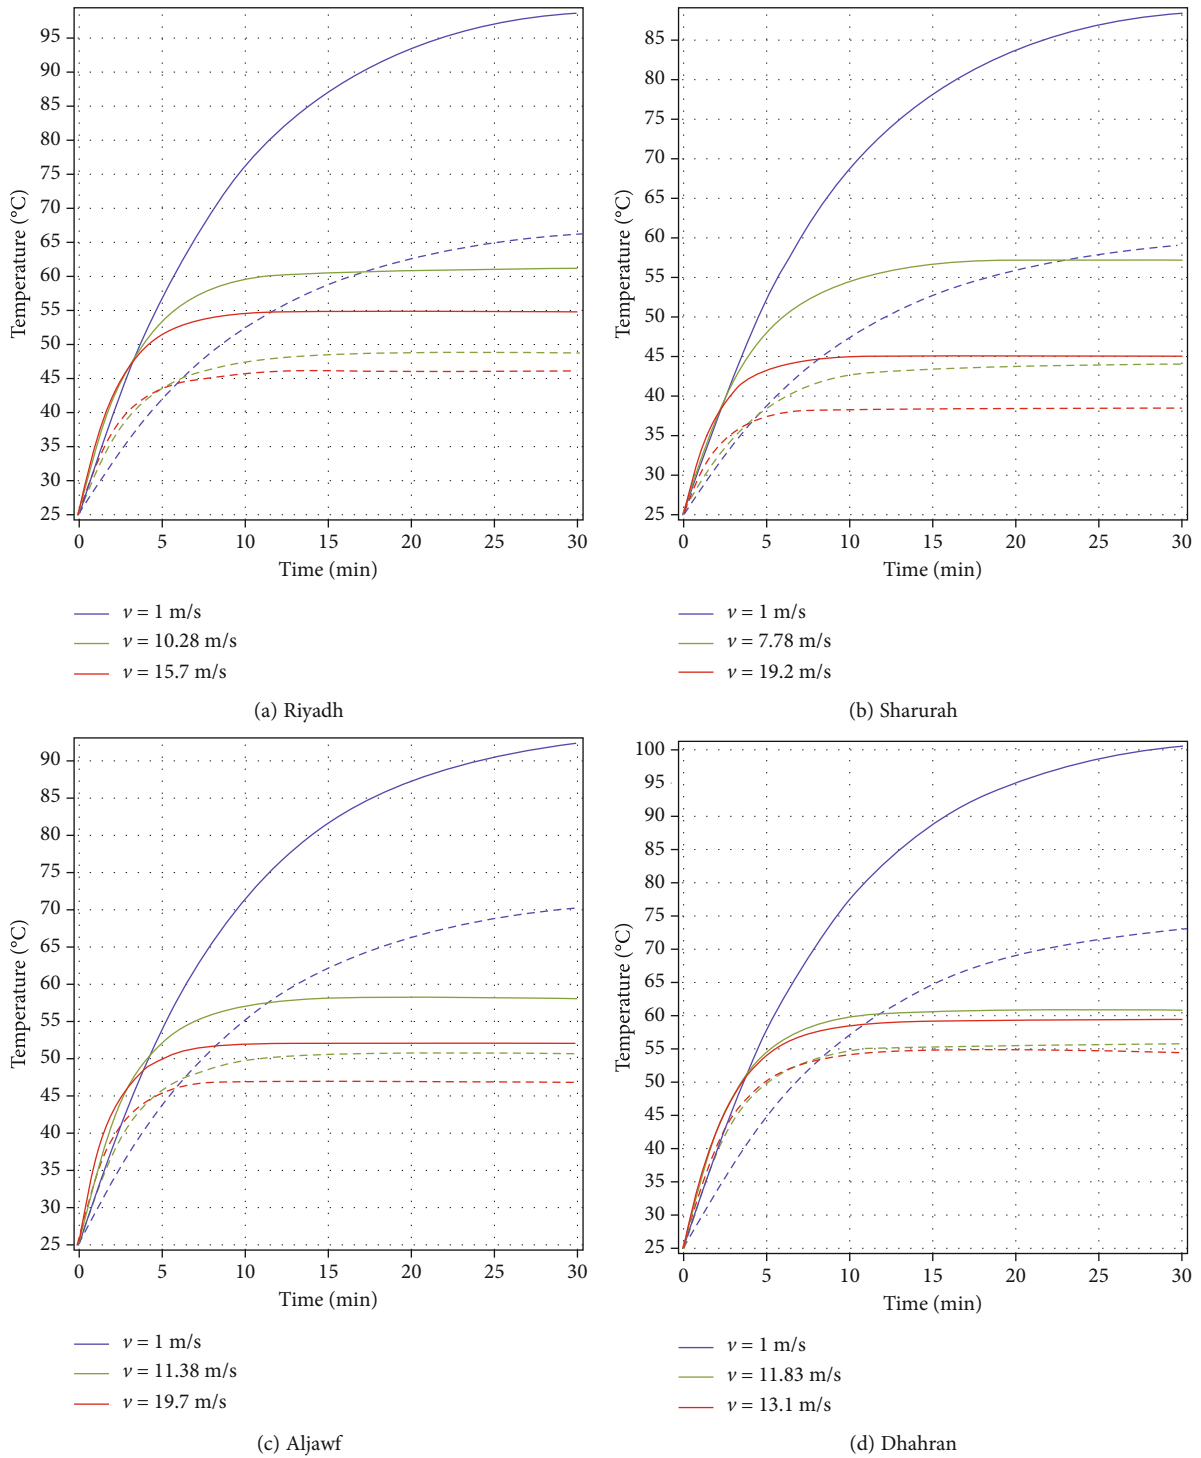 Temperature (°C)
95
90
85
80
75
70
65
60
55
50
45
40
35
30
25
0 5 10 15 20 25 30
Time (min)
v = 1 m/s
v = 10.28 m/s
v = 15.7 m/s
(a) Riyadh
Temperature (°C)
85
80
75
70
65
60
55
50
45
40
35
30
25
0 5 10 15 20 25 30
Time (min)
v = 1 m/s
v = 7.78 m/s
v = 19.2 m/s
(b) Sharurah
Temperature (°C)
90
85
80
75
70
65
60
55
50
45
40
35
30
25
0 5 10 15 20 25 30
Time (min)
v = 1 m/s
v = 11.38 m/s
v = 19.7 m/s
(c) Aljawf
Temperature (°C)
100
95
90
85
80
75
70
65
60
55
50
45
40
35
30
25
0 5 10 15 20 25 30
Time (min)
v = 1 m/s
v = 11.83 m/s
v = 13.1 m/s
(d) Dhahran